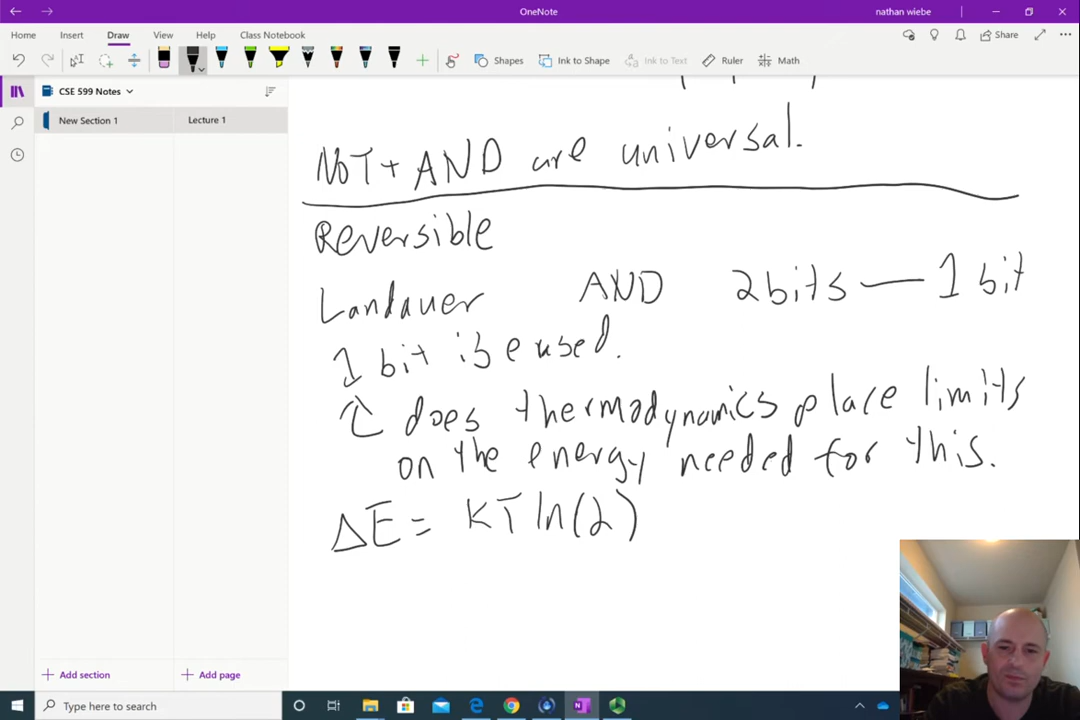 OneNote
nathan wiebe
Home Insert Draw View Help Class Notebook
Share
Shapes Ink to Shape Ink to Text Ruler Math
CSE 599 Notes
New Section 1
Lecture 1
NOT + AND are universal.
Reversible
Landauer AND 2 bits — 1 bit
1 bit is eased.
↑ does thermodynamics place limits
on the energy needed for this.
ΔE = KT ln(2)
+ Add section
+ Add page
Type here to search